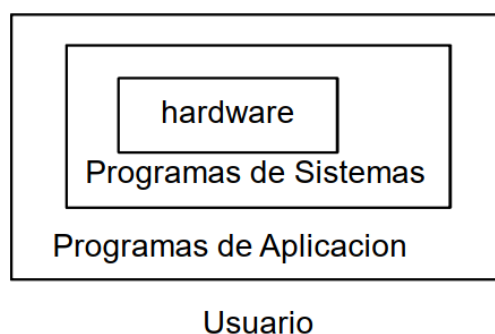 hardware
Programas de Sistemas
Programas de Aplicacion
Usuario